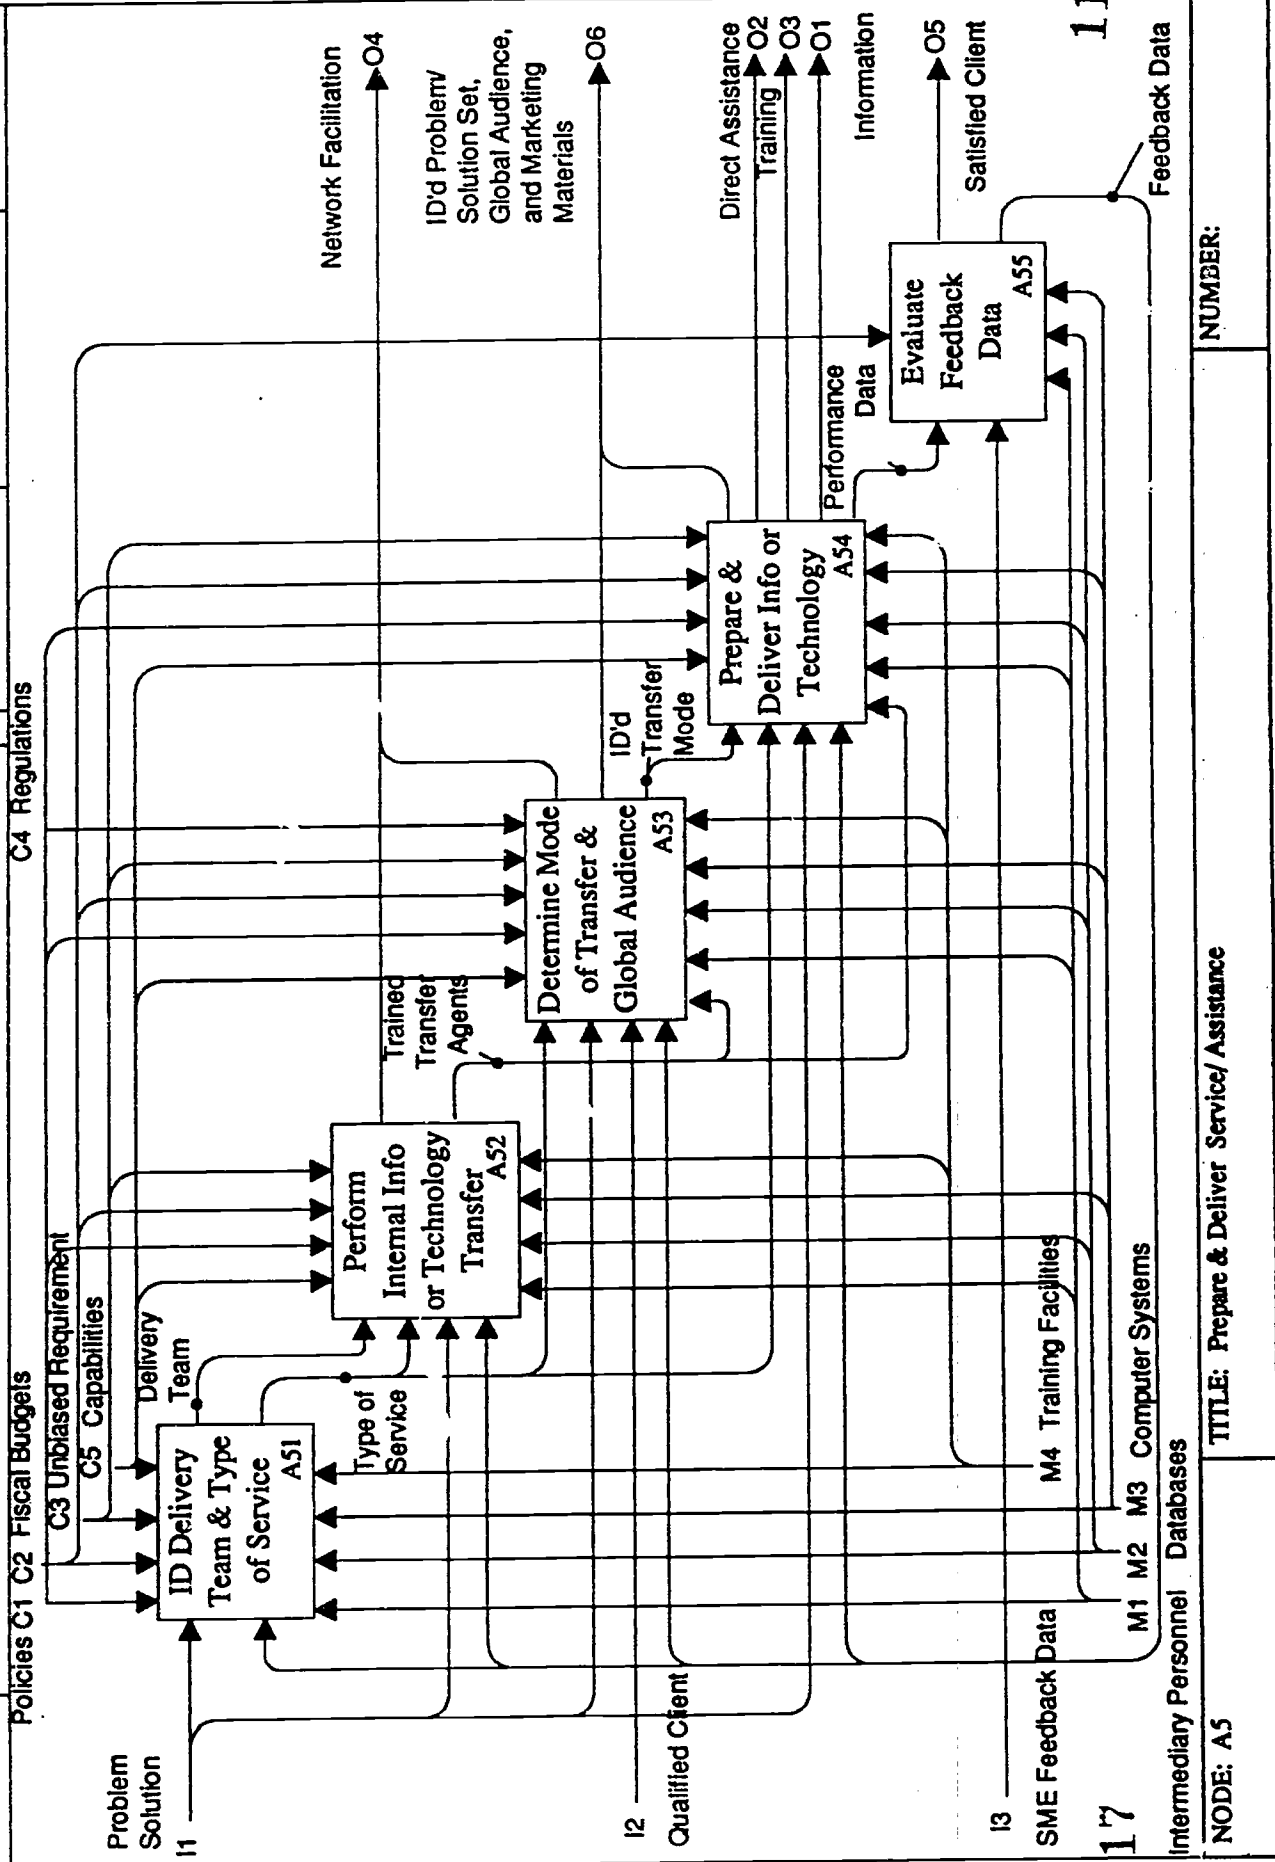 Policies C1 C2 Fiscal Budgets
C4 Regulations
C3 Unbiased Requirement
C5 Capabilities
Problem
Solution
I1
ID Delivery
Team & Type
of Service
A51
Delivery
Team
Type of
Service
Perform
Internal Info
or Technology
Transfer
A52
Trained
Transfer
Agents
Determine Mode
of Transfer &
Global Audience
A53
ID'd
Transfer
Mode
Prepare &
Deliver Info or
Technology
A54
Performance
Data
Evaluate
Feedback
Data
A55
Network Facilitation
O4
ID'd Problem/
Solution Set,
Global Audience,
and Marketing
Materials
O6
Direct Assistance
O2
Training
O3
O1
Information
O5
Satisfied Client
Feedback Data
I2
Qualified Client
I3
SME Feedback Data
M4 Training Facilities
M1 M2 M3 Computer Systems
Intermediary Personnel Databases
17
NODE: A5
TITLE: Prepare & Deliver Service/ Assistance
NUMBER: